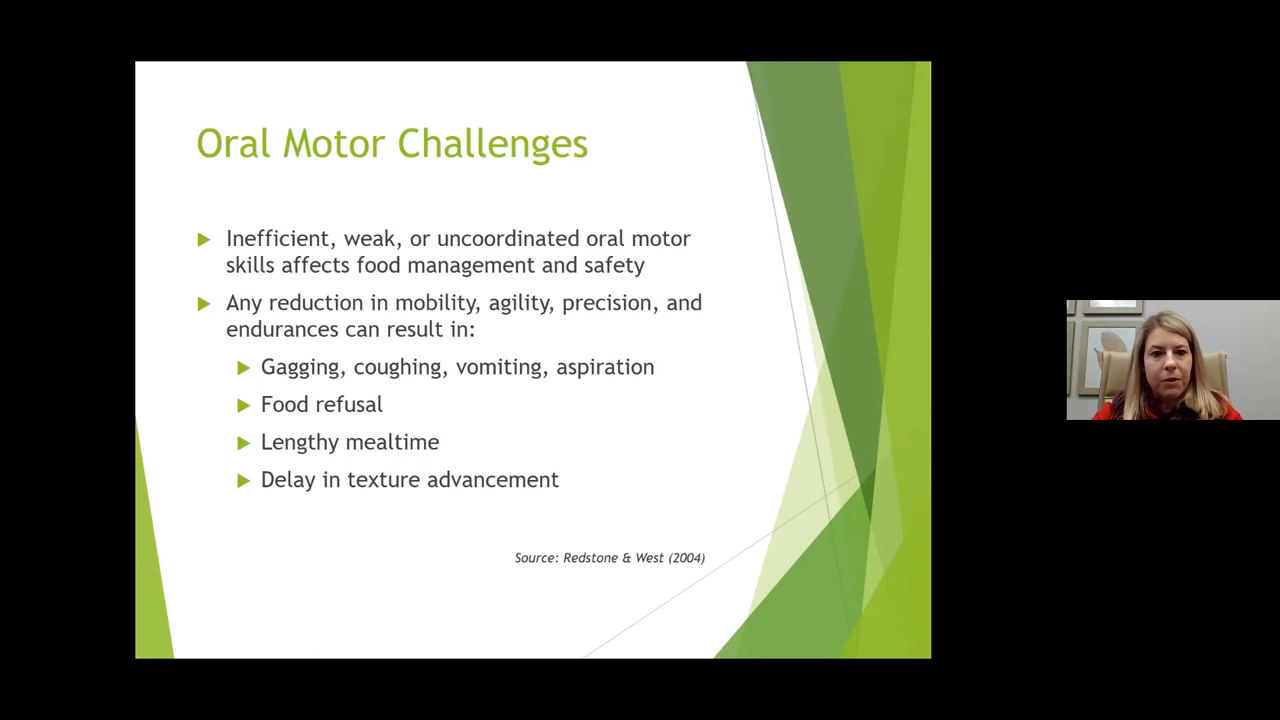 Oral Motor Challenges
Inefficient, weak, or uncoordinated oral motor
skills affects food management and safety
Any reduction in mobility, agility, precision, and
endurances can result in:
Gagging, coughing, vomiting, aspiration
Food refusal
Lengthy mealtime
Delay in texture advancement
Source: Redstone & West (2004)